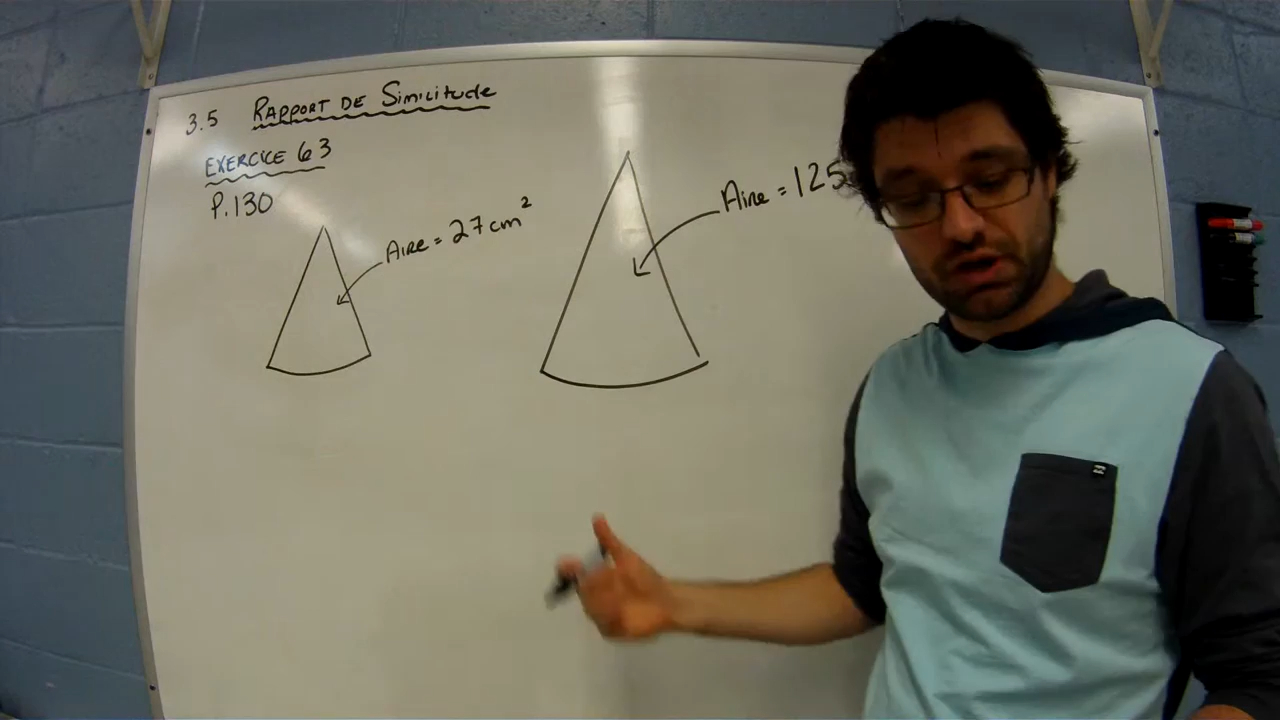 3.5 RAPPORT DE SIMILITUDE
EXERCICE 63
P.130
AIRE = 27 cm²
AIRE = 125